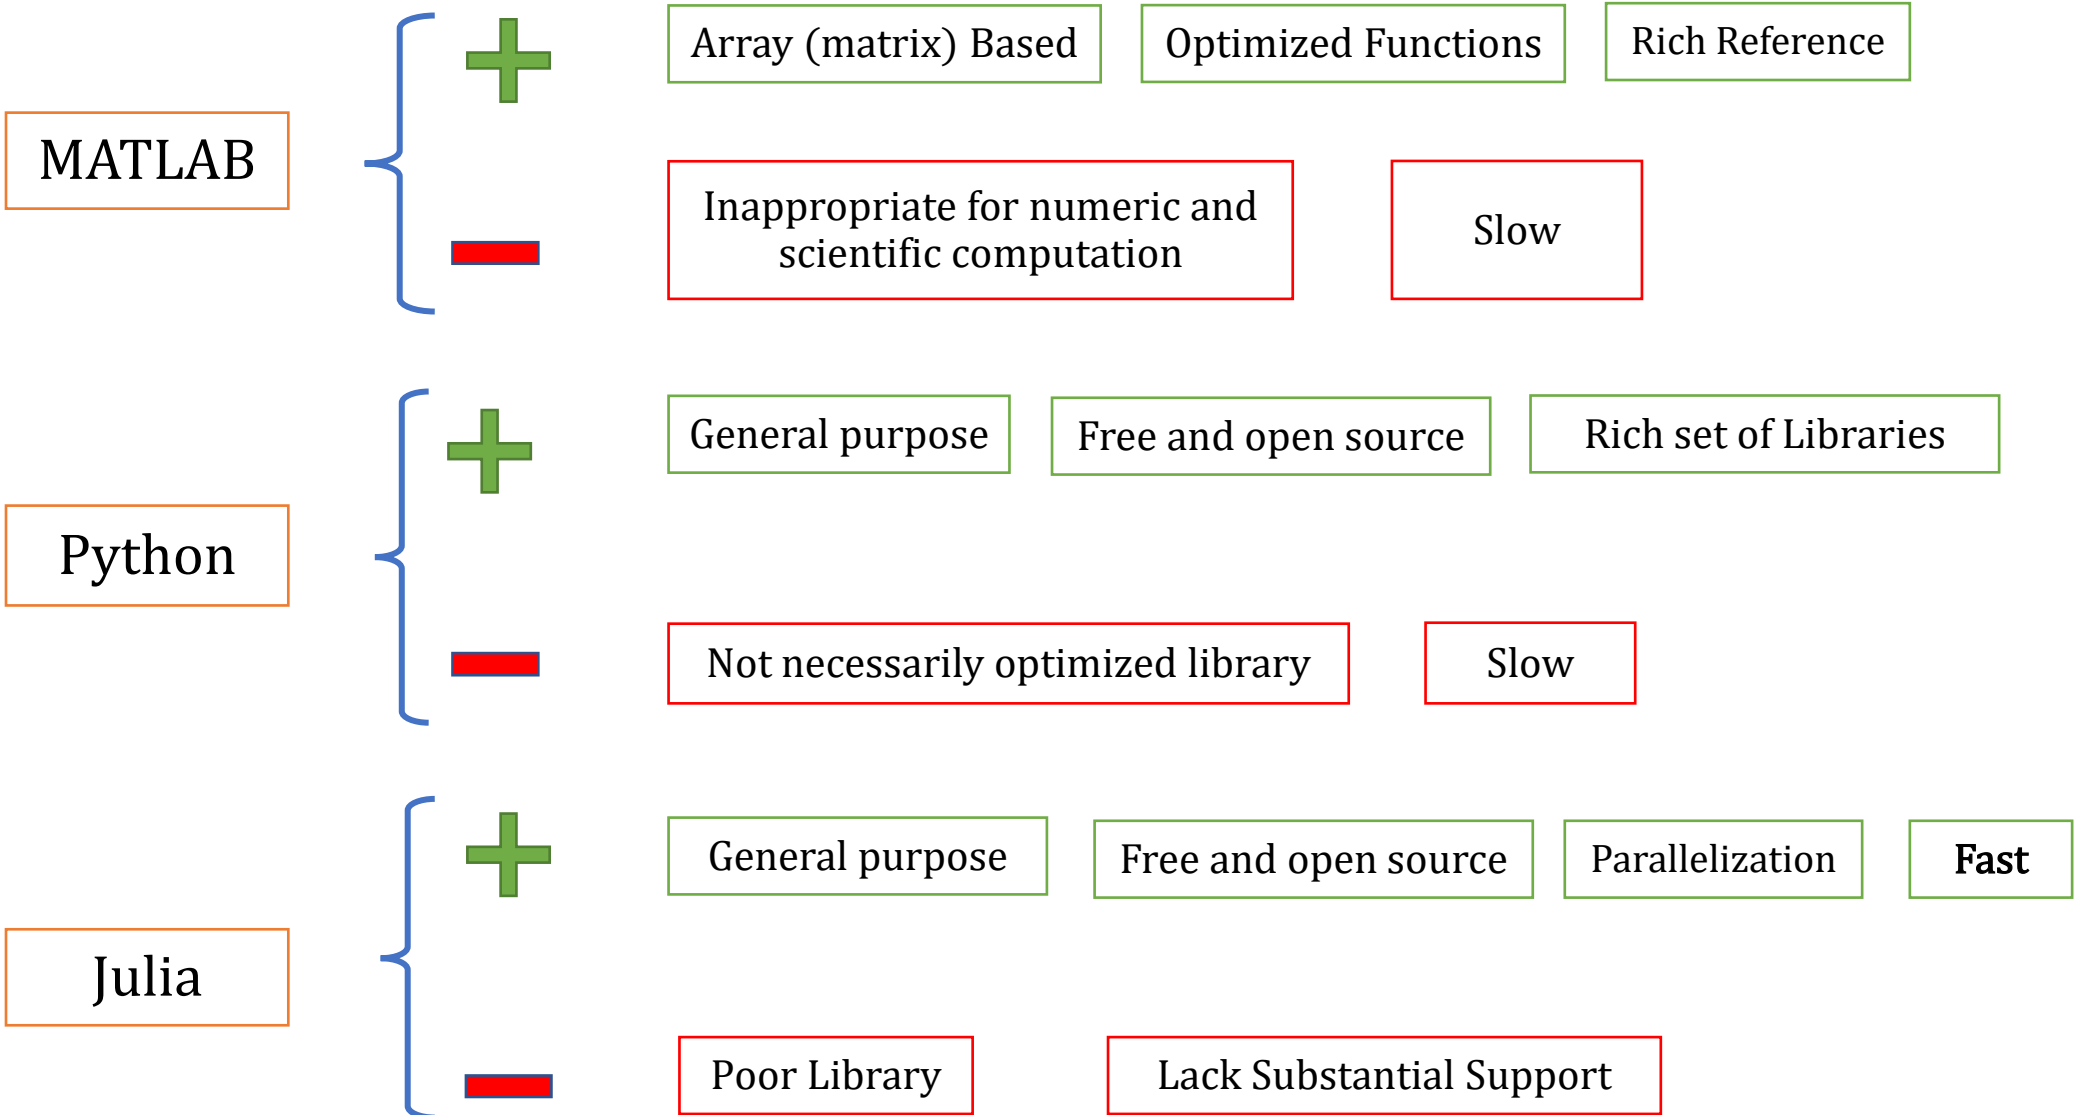 MATLAB
Array (matrix) Based
Optimized Functions
Rich Reference
Inappropriate for numeric and
scientific computation
Slow
Python
General purpose
Free and open source
Rich set of Libraries
Not necessarily optimized library
Slow
Julia
General purpose
Free and open source
Parallelization
Fast
Poor Library
Lack Substantial Support